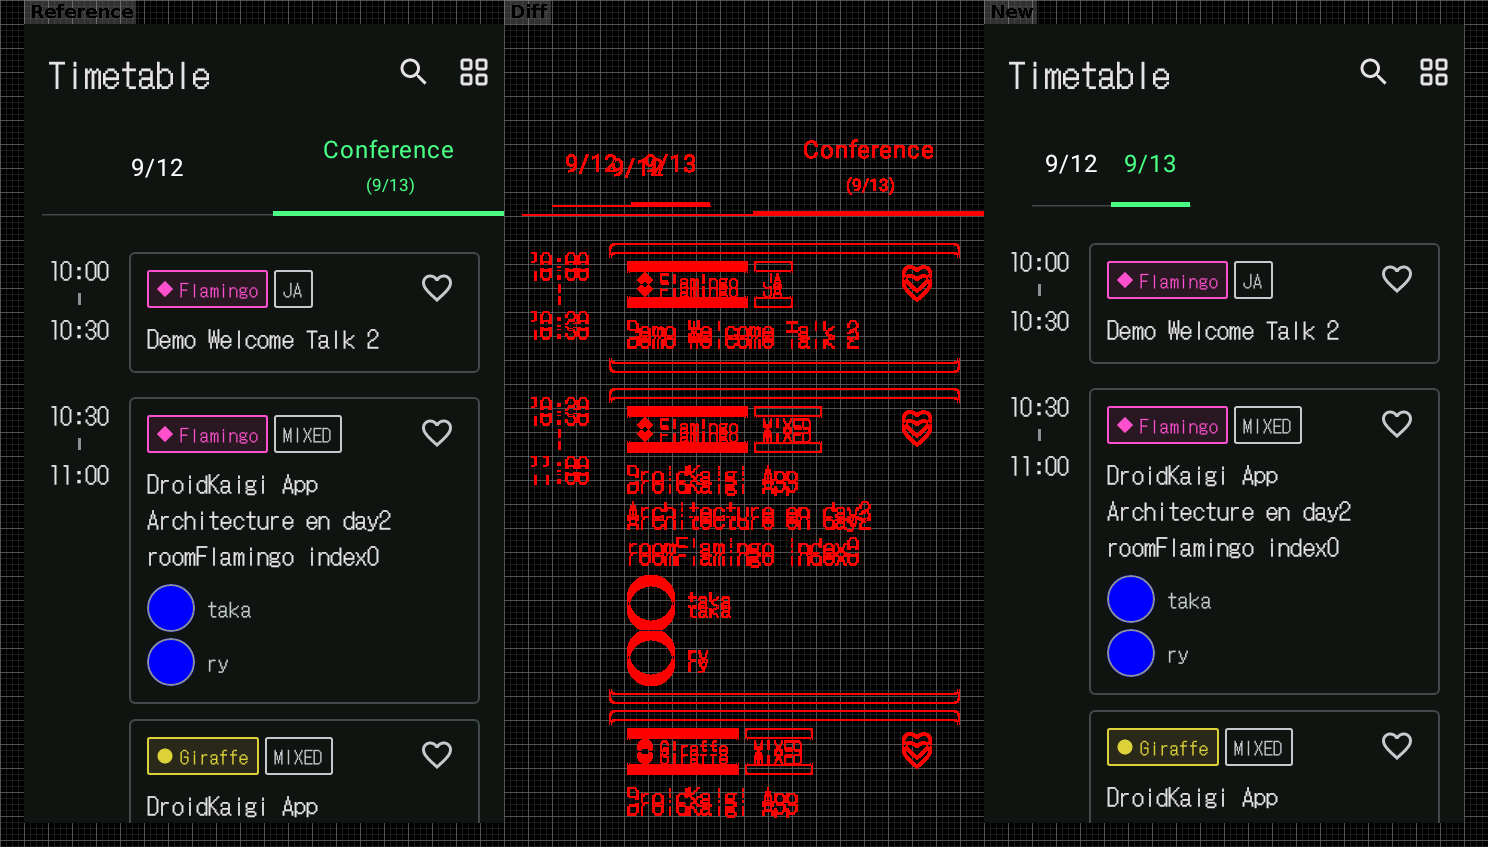 Reference
Timetable
9/12
Conference
(9/13)
10:00
10:30
Flamingo
JA
Demo Welcome Talk 2
10:30
11:00
Flamingo
MIXED
DroidKaigi App
Architecture en day2
roomFlamingo index0
taka
ry
Giraffe
MIXED
DroidKaigi App
Diff
9/12
9/12
9/13
Conference
(9/13)
New
Timetable
9/12
9/13
10:00
10:30
Flamingo
JA
Demo Welcome Talk 2
10:30
11:00
Flamingo
MIXED
DroidKaigi App
Architecture en day2
roomFlamingo index0
taka
ry
Giraffe
MIXED
DroidKaigi App